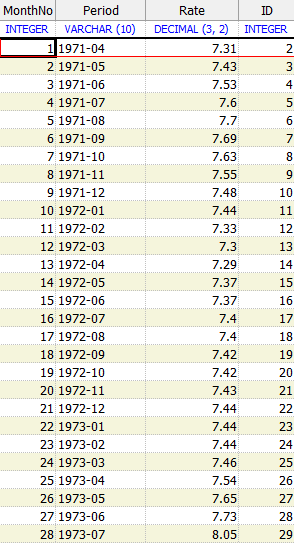 MonthNo Period Rate ID
INTEGER VARCHAR (10) DECIMAL (3, 2) INTEGER
1 1971-04 7.31 2
2 1971-05 7.43 3
3 1971-06 7.53 4
4 1971-07 7.6 5
5 1971-08 7.7 6
6 1971-09 7.69 7
7 1971-10 7.63 8
8 1971-11 7.55 9
9 1971-12 7.48 10
10 1972-01 7.44 11
11 1972-02 7.33 12
12 1972-03 7.3 13
13 1972-04 7.29 14
14 1972-05 7.37 15
15 1972-06 7.37 16
16 1972-07 7.4 17
17 1972-08 7.4 18
18 1972-09 7.42 19
19 1972-10 7.42 20
20 1972-11 7.43 21
21 1972-12 7.44 22
22 1973-01 7.44 23
23 1973-02 7.44 24
24 1973-03 7.46 25
25 1973-04 7.54 26
26 1973-05 7.65 27
27 1973-06 7.73 28
28 1973-07 8.05 29